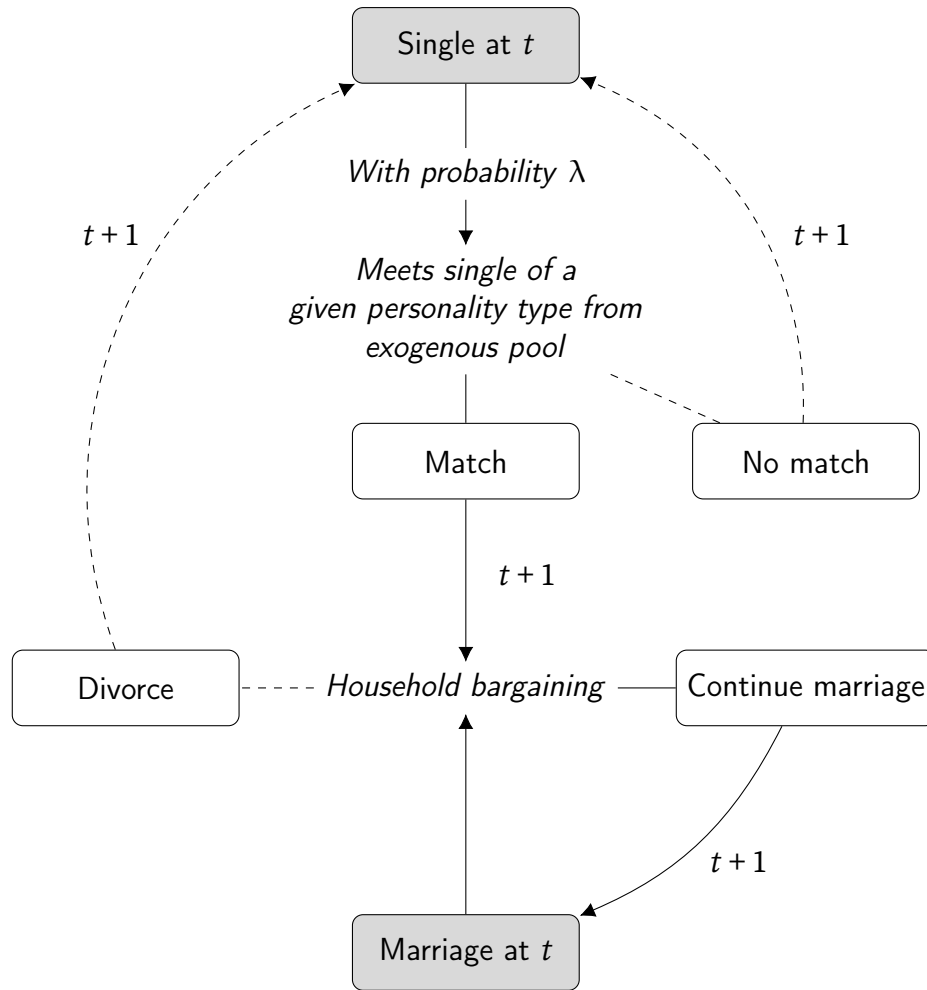 Single at t
With probability λ
t + 1
t + 1
Meets single of a
given personality type from
exogenous pool
Match
No match
t + 1
Divorce
Household bargaining
Continue marriage
t + 1
Marriage at t